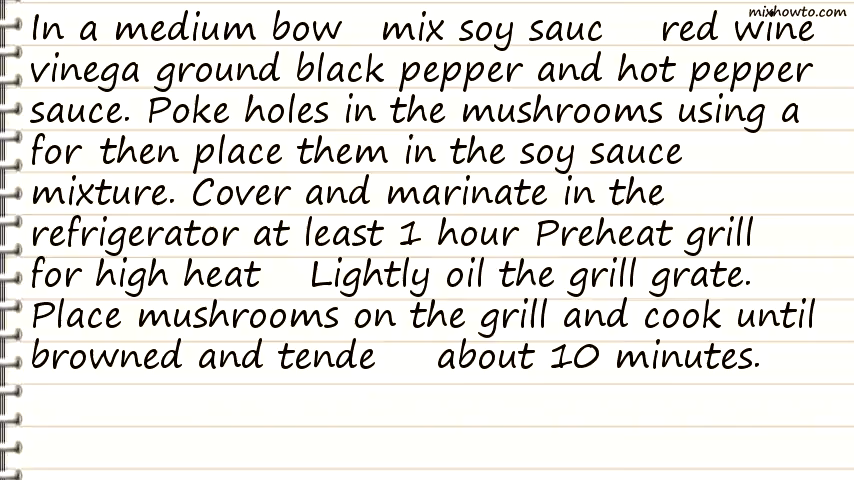 mixhowto.com
In a medium bow mix soy sauc red wine
vinega ground black pepper and hot pepper
sauce. Poke holes in the mushrooms using a
for then place them in the soy sauce
mixture. Cover and marinate in the
refrigerator at least 1 hour Preheat grill
for high heat Lightly oil the grill grate.
Place mushrooms on the grill and cook until
browned and tende about 10 minutes.